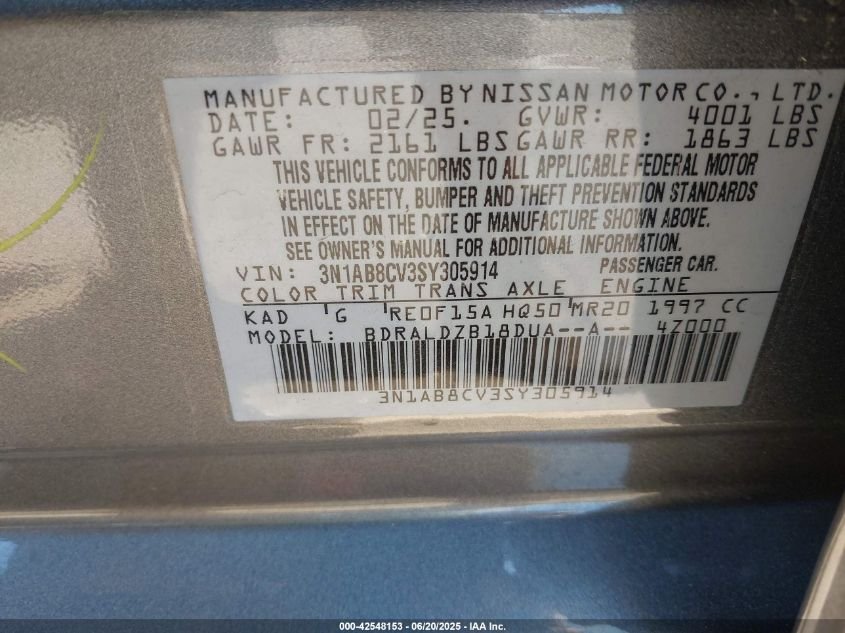 MANUFACTURED BY NISSAN MOTOR CO., LTD.
DATE: 02/25. GVWR: 4001 LBS
GAWR FR: 2161 LBS GAWR RR: 1863 LBS
THIS VEHICLE CONFORMS TO ALL APPLICABLE FEDERAL MOTOR
VEHICLE SAFETY, BUMPER AND THEFT PREVENTION STANDARDS
IN EFFECT ON THE DATE OF MANUFACTURE SHOWN ABOVE.
SEE OWNER'S MANUAL FOR ADDITIONAL INFORMATION.
VIN: 3N1AB8CV3SY305914 PASSENGER CAR.
COLOR TRIM TRANS AXLE ENGINE
KAD G RE0F15A HQ50 MR20 1997 CC
MODEL: BDRALDZB18DUA--A-- 4Z000
3N1AB8CV3SY305914
000-42548153 - 06/20/2025 - IAA Inc.